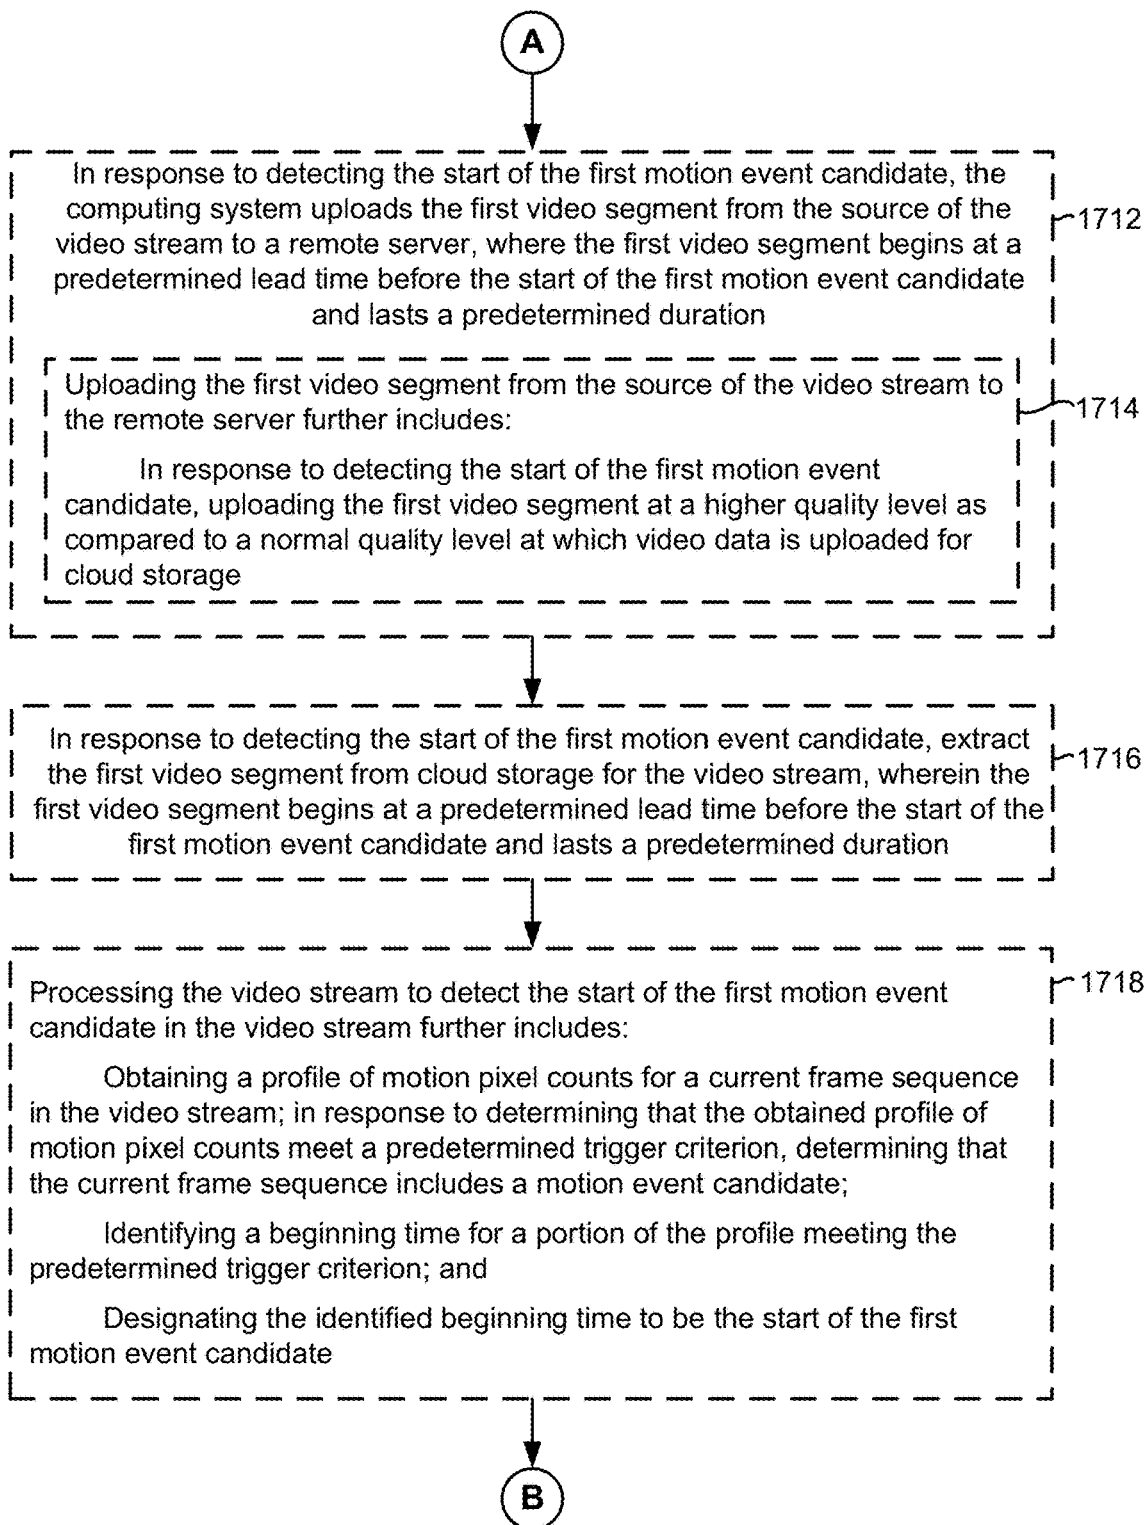 A
In response to detecting the start of the first motion event candidate, the
computing system uploads the first video segment from the source of the
video stream to a remote server, where the first video segment begins at a
predetermined lead time before the start of the first motion event candidate
and lasts a predetermined duration
1712
Uploading the first video segment from the source of the video stream to
the remote server further includes:
1714
In response to detecting the start of the first motion event
candidate, uploading the first video segment at a higher quality level as
compared to a normal quality level at which video data is uploaded for
cloud storage
In response to detecting the start of the first motion event candidate, extract
the first video segment from cloud storage for the video stream, wherein the
first video segment begins at a predetermined lead time before the start of the
first motion event candidate and lasts a predetermined duration
1716
Processing the video stream to detect the start of the first motion event
candidate in the video stream further includes:
1718
Obtaining a profile of motion pixel counts for a current frame sequence
in the video stream; in response to determining that the obtained profile of
motion pixel counts meet a predetermined trigger criterion, determining that
the current frame sequence includes a motion event candidate;
Identifying a beginning time for a portion of the profile meeting the
predetermined trigger criterion; and
Designating the identified beginning time to be the start of the first
motion event candidate
B